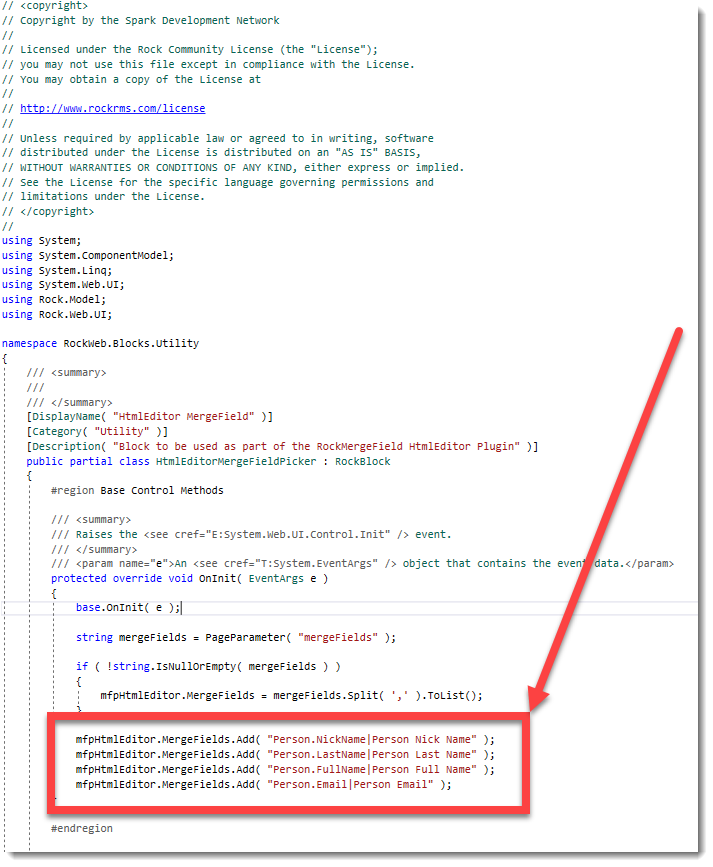 // <copyright>
// Copyright by the Spark Development Network
//
// Licensed under the Rock Community License (the "License");
// you may not use this file except in compliance with the License.
// You may obtain a copy of the License at
//
// http://www.rockrms.com/license
//
// Unless required by applicable law or agreed to in writing, software
// distributed under the License is distributed on an "AS IS" BASIS,
// WITHOUT WARRANTIES OR CONDITIONS OF ANY KIND, either express or implied.
// See the License for the specific language governing permissions and
// limitations under the License.
// </copyright>
//
using System;
using System.ComponentModel;
using System.Linq;
using System.Web.UI;
using Rock.Model;
using Rock.Web.UI;
namespace RockWeb.Blocks.Utility
{
/// <summary>
///
/// </summary>
[DisplayName( "HtmlEditor MergeField" )]
[Category( "Utility" )]
[Description( "Block to be used as part of the RockMergeField HtmlEditor Plugin" )]
public partial class HtmlEditorMergeFieldPicker : RockBlock
{
#region Base Control Methods
/// <summary>
/// Raises the <see cref="E:System.Web.UI.Control.Init" /> event.
/// </summary>
/// <param name="e">An <see cref="T:System.EventArgs" /> object that contains the event data.</param>
protected override void OnInit( EventArgs e )
{
base.OnInit( e );
string mergeFields = PageParameter( "mergeFields" );
if ( !string.IsNullOrEmpty( mergeFields ) )
{
mfpHtmlEditor.MergeFields = mergeFields.Split( ',' ).ToList();
}
mfpHtmlEditor.MergeFields.Add( "Person.NickName|Person Nick Name" );
mfpHtmlEditor.MergeFields.Add( "Person.LastName|Person Last Name" );
mfpHtmlEditor.MergeFields.Add( "Person.FullName|Person Full Name" );
mfpHtmlEditor.MergeFields.Add( "Person.Email|Person Email" );
#endregion